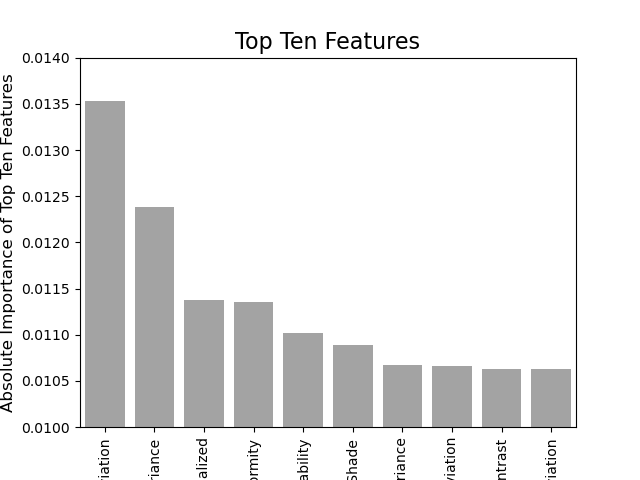 Top Ten Features
Absolute Importance of Top Ten Features
0.0140
0.0135
0.0130
0.0125
0.0120
0.0115
0.0110
0.0105
0.0100
riation
riance
alized
ormity
ability
Shade
riance
viation
ntrast
riation